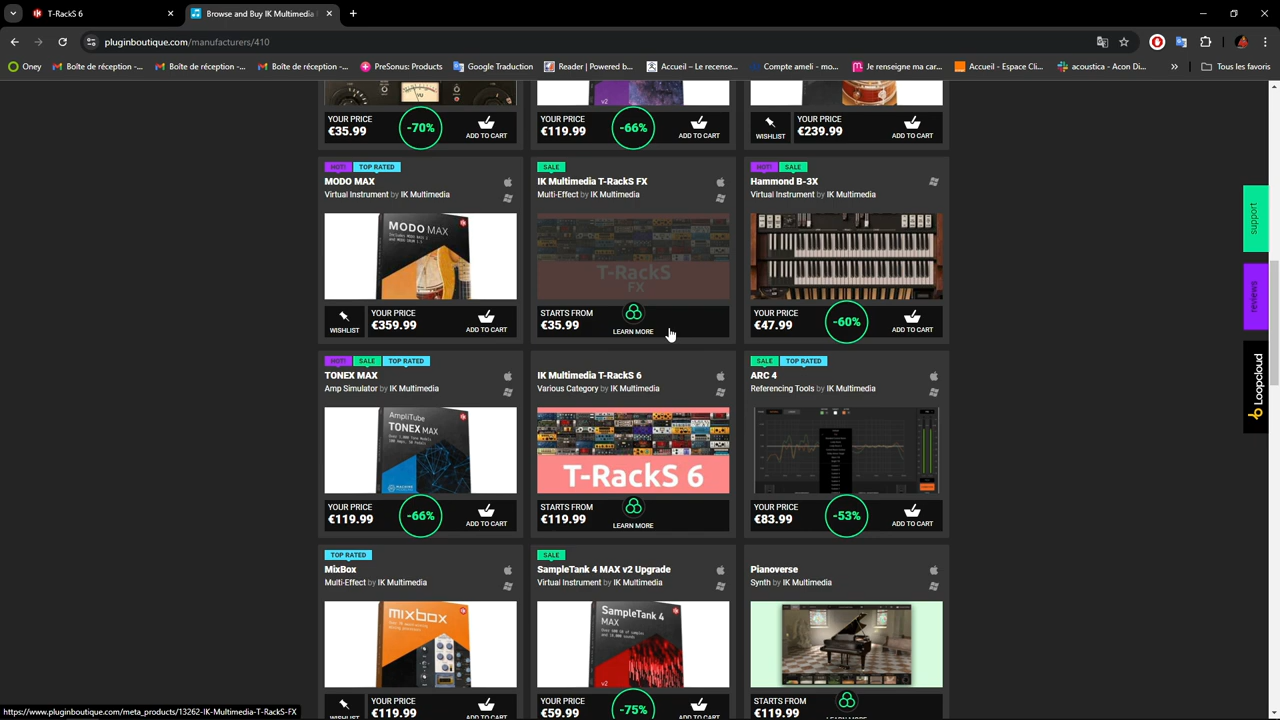 T-RackS 6
Browse and Buy IK Multimedia
pluginboutique.com/manufacturers/410
Oney
Boîte de réception -...
Boîte de réception -...
Boîte de réception -...
PreSonus: Products
Google Traduction
Reader | Powered b...
Accueil – Le recense...
Compte ameli - mo...
Je renseigne ma car...
Accueil - Espace Cli...
acoustica - Acon Di...
Tous les favoris
YOUR PRICE
€35.99
-70%
ADD TO CART
v2
YOUR PRICE
€119.99
-66%
ADD TO CART
WISHLIST
YOUR PRICE
€239.99
ADD TO CART
HOT!
TOP RATED
MODO MAX
Virtual Instrument by IK Multimedia
MODO MAX
WISHLIST
YOUR PRICE
€359.99
ADD TO CART
SALE
IK Multimedia T-RackS FX
Multi-Effect by IK Multimedia
T-RackS
FX
STARTS FROM
€35.99
LEARN MORE
HOT!
SALE
Hammond B-3X
Virtual Instrument by IK Multimedia
YOUR PRICE
€47.99
-60%
ADD TO CART
HOT!
SALE
TOP RATED
TONEX MAX
Amp Simulator by IK Multimedia
AmpliTube
TONEX MAX
YOUR PRICE
€119.99
-66%
ADD TO CART
IK Multimedia T-RackS 6
Various Category by IK Multimedia
T-RackS 6
STARTS FROM
€119.99
LEARN MORE
SALE
TOP RATED
ARC 4
Referencing Tools by IK Multimedia
YOUR PRICE
€83.99
-53%
ADD TO CART
TOP RATED
MixBox
Multi-Effect by IK Multimedia
mixbox
WISHLIST
YOUR PRICE
€119.99
ADD TO CART
SALE
SampleTank 4 MAX v2 Upgrade
Virtual Instrument by IK Multimedia
SampleTank 4
MAX
v2
YOUR PRICE
€59.99
-75%
ADD TO CART
Pianoverse
Synth by IK Multimedia
STARTS FROM
€119.99
LEARN MORE
support
reviews
Loopcloud
https://www.pluginboutique.com/meta_products/13262-IK-Multimedia-T-RackS-FX